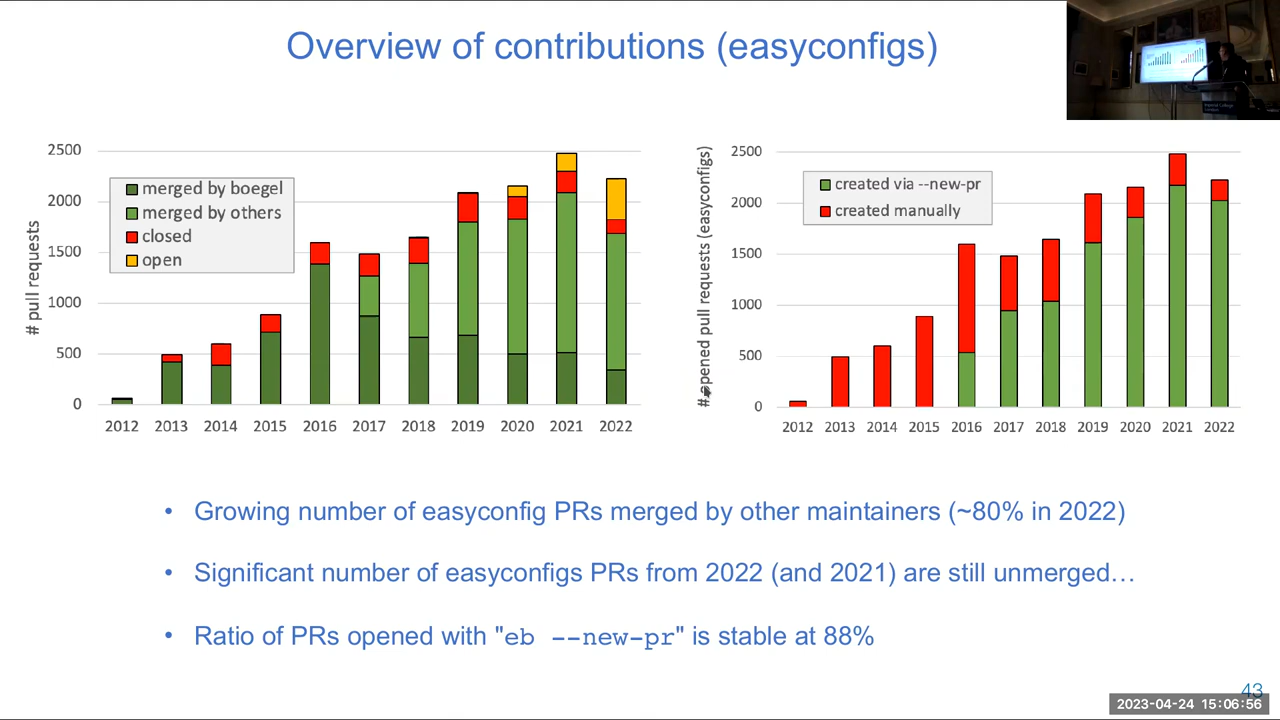 Overview of contributions (easyconfigs)
2500
2000
1500
1000
500
0
# pull requests
merged by boegel
merged by others
closed
open
2012 2013 2014 2015 2016 2017 2018 2019 2020 2021 2022
2500
2000
1500
1000
500
0
# opened pull requests (easyconfigs)
created via --new-pr
created manually
2012 2013 2014 2015 2016 2017 2018 2019 2020 2021 2022
• Growing number of easyconfig PRs merged by other maintainers (~80% in 2022)
• Significant number of easyconfigs PRs from 2022 (and 2021) are still unmerged…
• Ratio of PRs opened with "eb --new-pr" is stable at 88%
43
2023-04-24 15:06:56